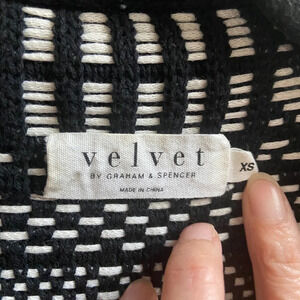 velvet
BY GRAHAM & SPENCER
MADE IN CHINA
XS